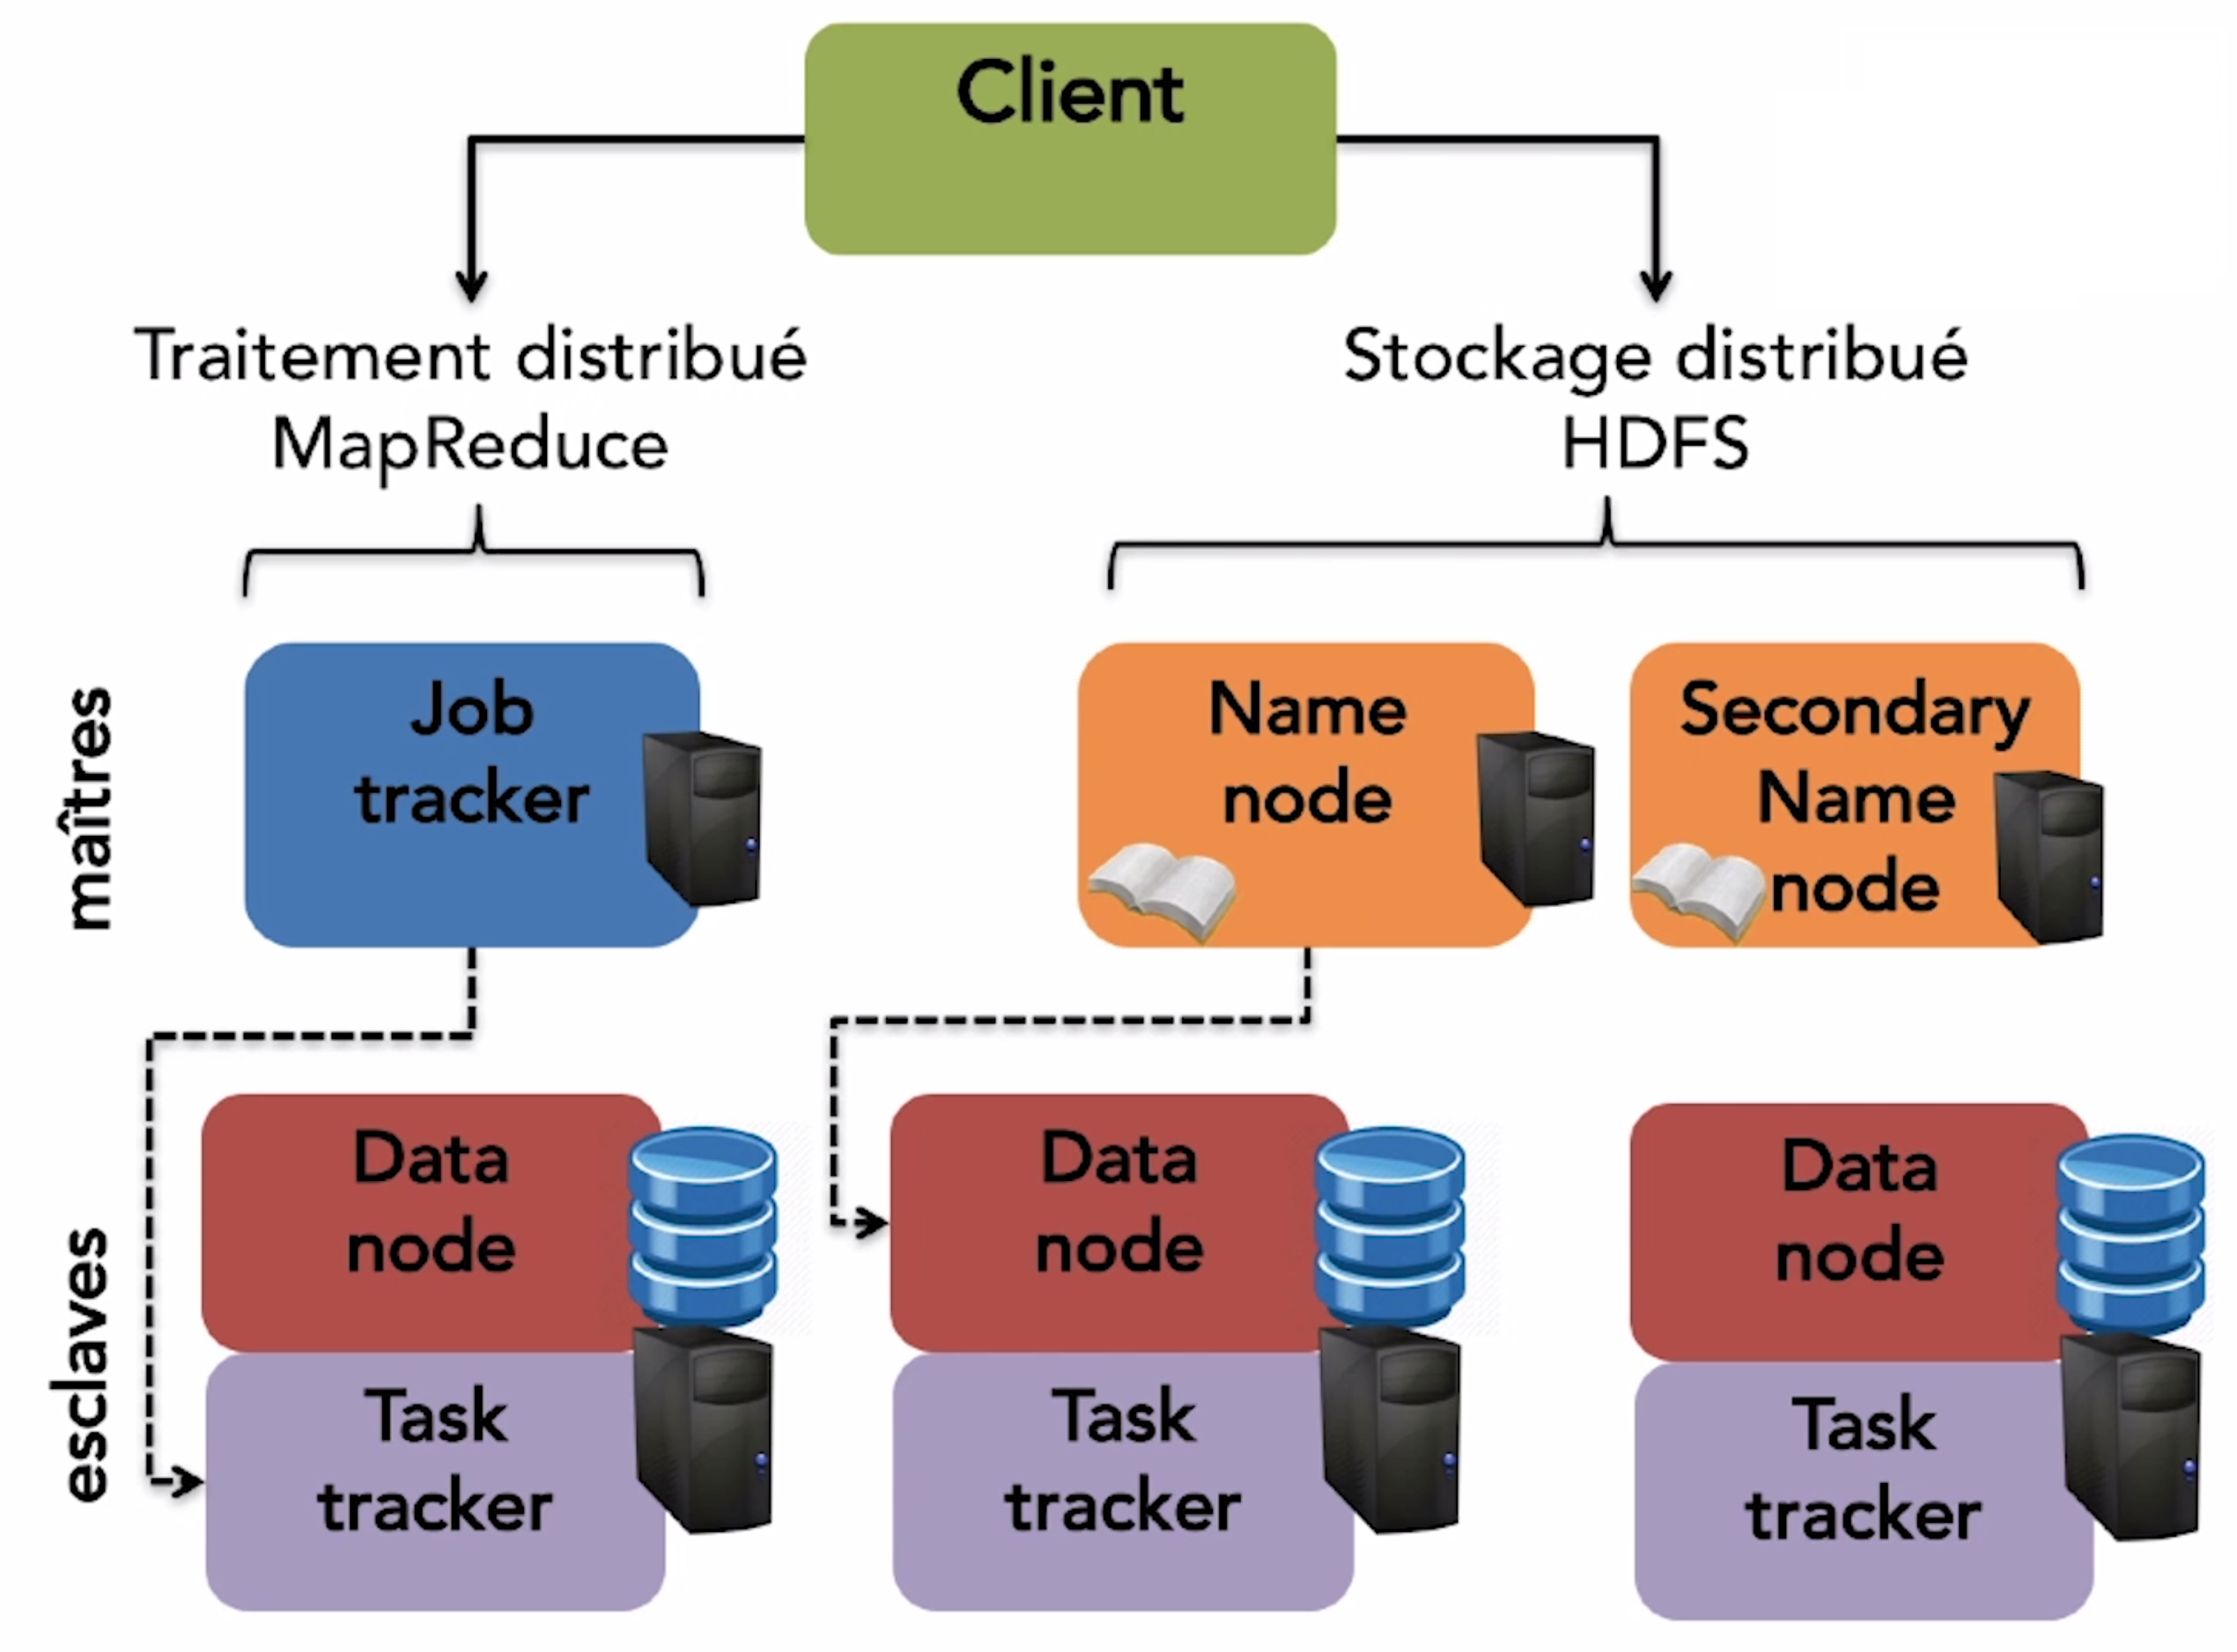 Client
Traitement distribué
MapReduce
Stockage distribué
HDFS
maîtres
Job
tracker
Name
node
Secondary
Name
node
esclaves
Data
node
Task
tracker
Data
node
Task
tracker
Data
node
Task
tracker